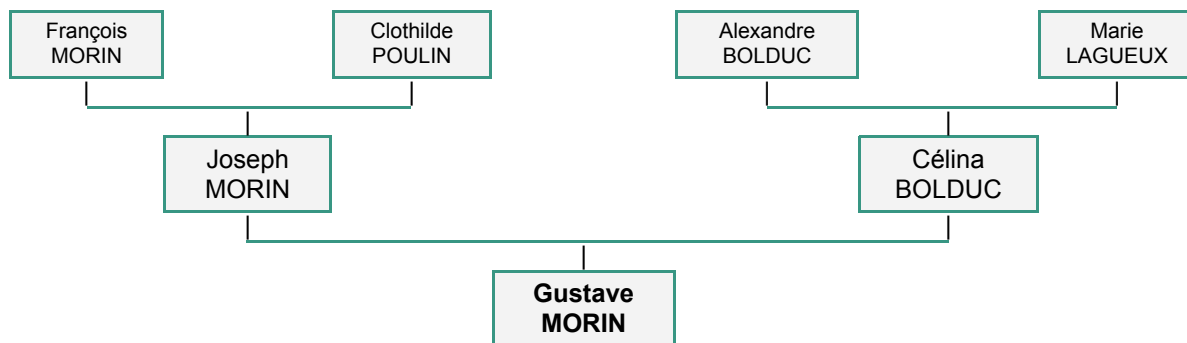 François
MORIN
Clothilde
POULIN
Alexandre
BOLDUC
Marie
LAGUEUX
Joseph
MORIN
Célina
BOLDUC
Gustave
MORIN